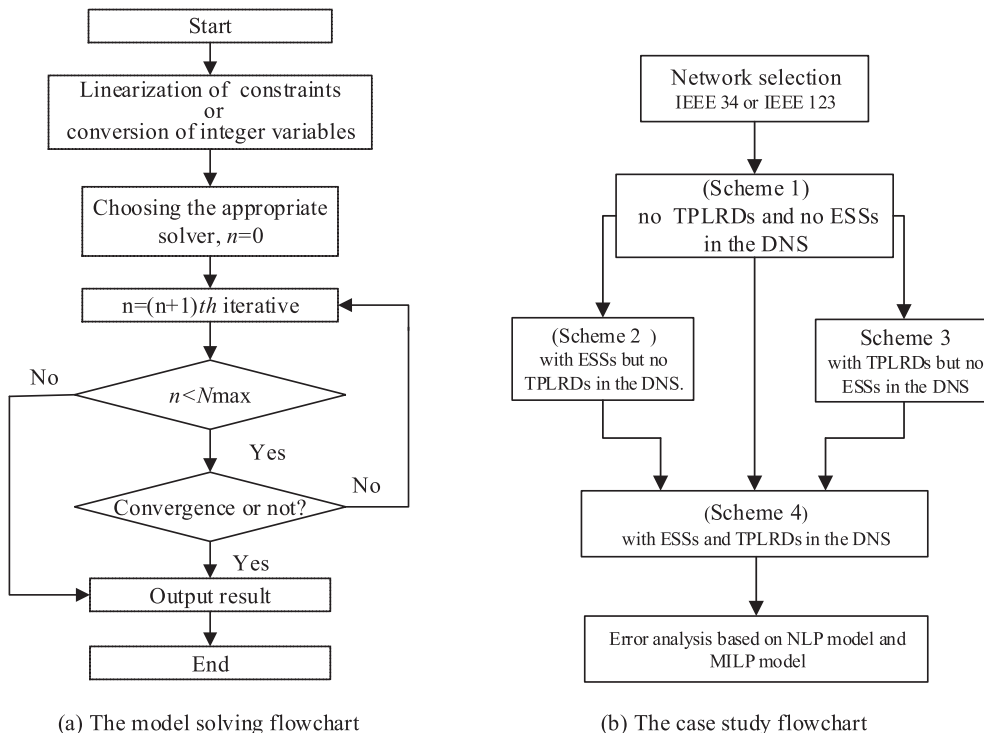 Start
Linearization of constraints
or
conversion of integer variables
Choosing the appropriate
solver, n=0
n=(n+1)th iterative
No
n<Nmax
Yes
No
Convergence or not?
Yes
Output result
End
(a) The model solving flowchart
Network selection
IEEE 34 or IEEE 123
(Scheme 1)
no TPLRDs and no ESSs
in the DNS
(Scheme 2 )
with ESSs but no
TPLRDs in the DNS.
Scheme 3
with TPLRDs but no
ESSs in the DNS
(Scheme 4)
with ESSs and TPLRDs in the DNS
Error analysis based on NLP model and
MILP model
(b) The case study flowchart